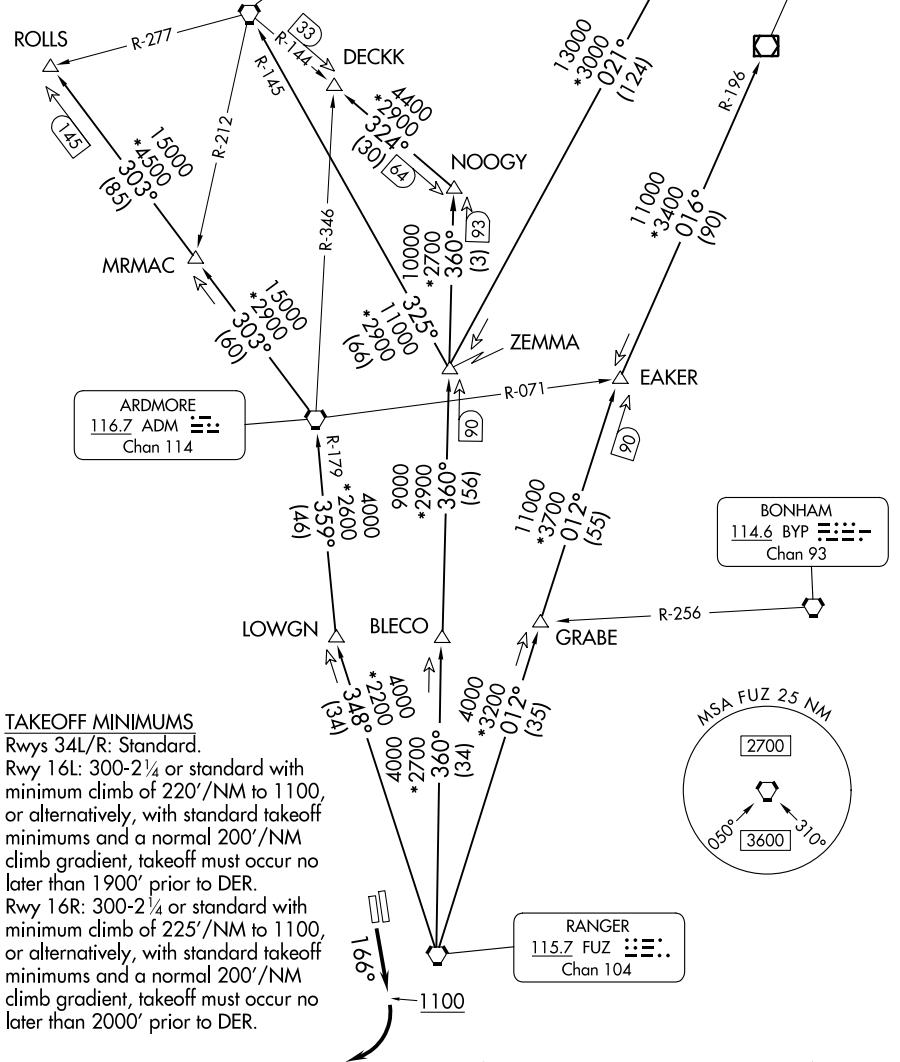 ROLLS
R-277
R-144
33
DECKK
R-145
13000
*3000
021°
(124)
R-196
145
15000
*4500
303°
(85)
R-212
4400
*2900
324°
(30)
64
NOOGY
93
R-346
10000
*2700
360°
(3)
11000
*3400
016°
(90)
MRMAC
15000
*2900
303°
(60)
325°
11000
*2900
(66)
ZEMMA
EAKER
ARDMORE
116.7 ADM
Chan 114
R-071
90
90
R-179
4000
*2600
359°
(46)
9000
*2900
360°
(56)
11000
*3700
012°
(55)
BONHAM
114.6 BYP
Chan 93
R-256
LOWGN
BLECO
GRABE
4000
*2200
348°
(34)
4000
*2700
360°
(34)
4000
*3200
012°
(35)
MSA FUZ 25 NM
2700
050°
310°
3600
TAKEOFF MINIMUMS
Rwys 34L/R: Standard.
Rwy 16L: 300-2¼ or standard with
minimum climb of 220'/NM to 1100,
or alternatively, with standard takeoff
minimums and a normal 200'/NM
climb gradient, takeoff must occur no
later than 1900' prior to DER.
Rwy 16R: 300-2¼ or standard with
minimum climb of 225'/NM to 1100,
or alternatively, with standard takeoff
minimums and a normal 200'/NM
climb gradient, takeoff must occur no
later than 2000' prior to DER.
166°
1100
RANGER
115.7 FUZ
Chan 104